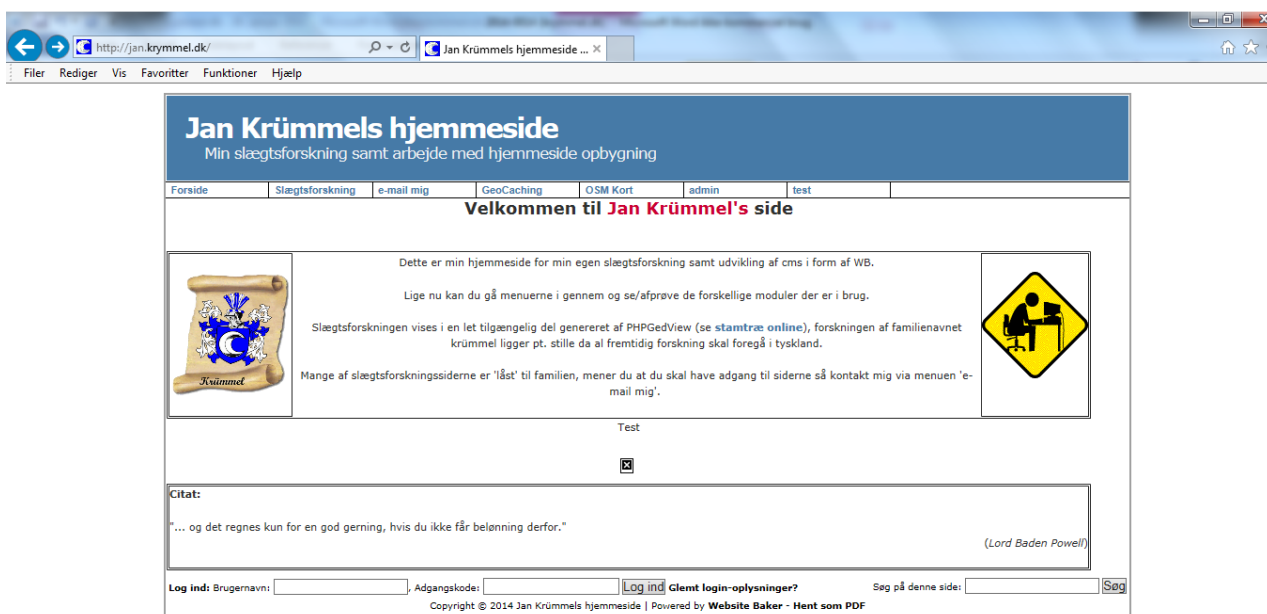 http://jan.krymmel.dk/
Jan Krümmels hjemmeside ...
Filer Rediger Vis Favoritter Funktioner Hjælp
Jan Krümmels hjemmeside
Min slægtsforskning samt arbejde med hjemmeside opbygning
Forside Slægtsforskning e-mail mig GeoCaching OSM Kort admin test
Velkommen til Jan Krümmel's side
Dette er min hjemmeside for min egen slægtsforskning samt udvikling af cms i form af WB.
Lige nu kan du gå menuerne i gennem og se/afprøve de forskellige moduler der er i brug.
Slægtsforskningen vises i en let tilgængelig del genereret af PHPGedView (se stamtræ online), forskningen af familienavnet
krümmel ligger pt. stille da al fremtidig forskning skal foregå i tyskland.
Mange af slægtsforskningssiderne er 'låst' til familien, mener du at du skal have adgang til siderne så kontakt mig via menuen 'e-
mail mig'.
Krümmel
Test
Citat:
"... og det regnes kun for en god gerning, hvis du ikke får belønning derfor."
(Lord Baden Powell)
Log ind: Brugernavn: , Adgangskode: Log ind Glemt login-oplysninger? Søg på denne side: Søg
Copyright © 2014 Jan Krümmels hjemmeside | Powered by Website Baker - Hent som PDF